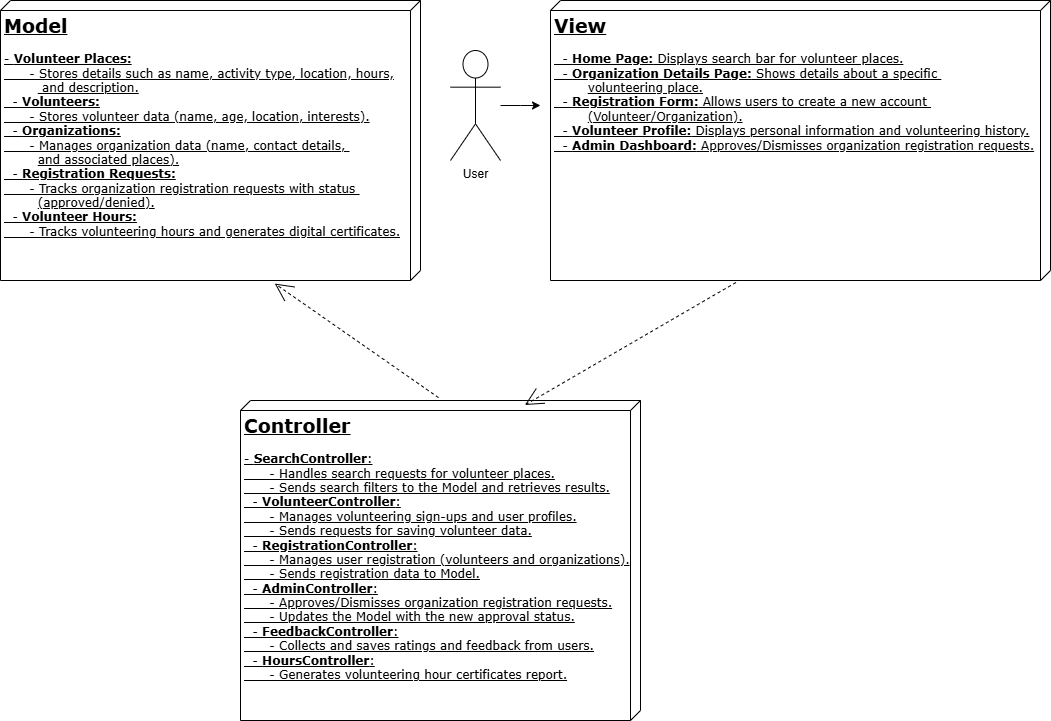 Model
- Volunteer Places:
- Stores details such as name, activity type, location, hours,
and description.
- Volunteers:
- Stores volunteer data (name, age, location, interests).
- Organizations:
- Manages organization data (name, contact details,
and associated places).
- Registration Requests:
- Tracks organization registration requests with status
(approved/denied).
- Volunteer Hours:
- Tracks volunteering hours and generates digital certificates.
User
View
- Home Page: Displays search bar for volunteer places.
- Organization Details Page: Shows details about a specific
volunteering place.
- Registration Form: Allows users to create a new account
(Volunteer/Organization).
- Volunteer Profile: Displays personal information and volunteering history.
- Admin Dashboard: Approves/Dismisses organization registration requests.
Controller
- SearchController:
- Handles search requests for volunteer places.
- Sends search filters to the Model and retrieves results.
- VolunteerController:
- Manages volunteering sign-ups and user profiles.
- Sends requests for saving volunteer data.
- RegistrationController:
- Manages user registration (volunteers and organizations).
- Sends registration data to Model.
- AdminController:
- Approves/Dismisses organization registration requests.
- Updates the Model with the new approval status.
- FeedbackController:
- Collects and saves ratings and feedback from users.
- HoursController:
- Generates volunteering hour certificates report.